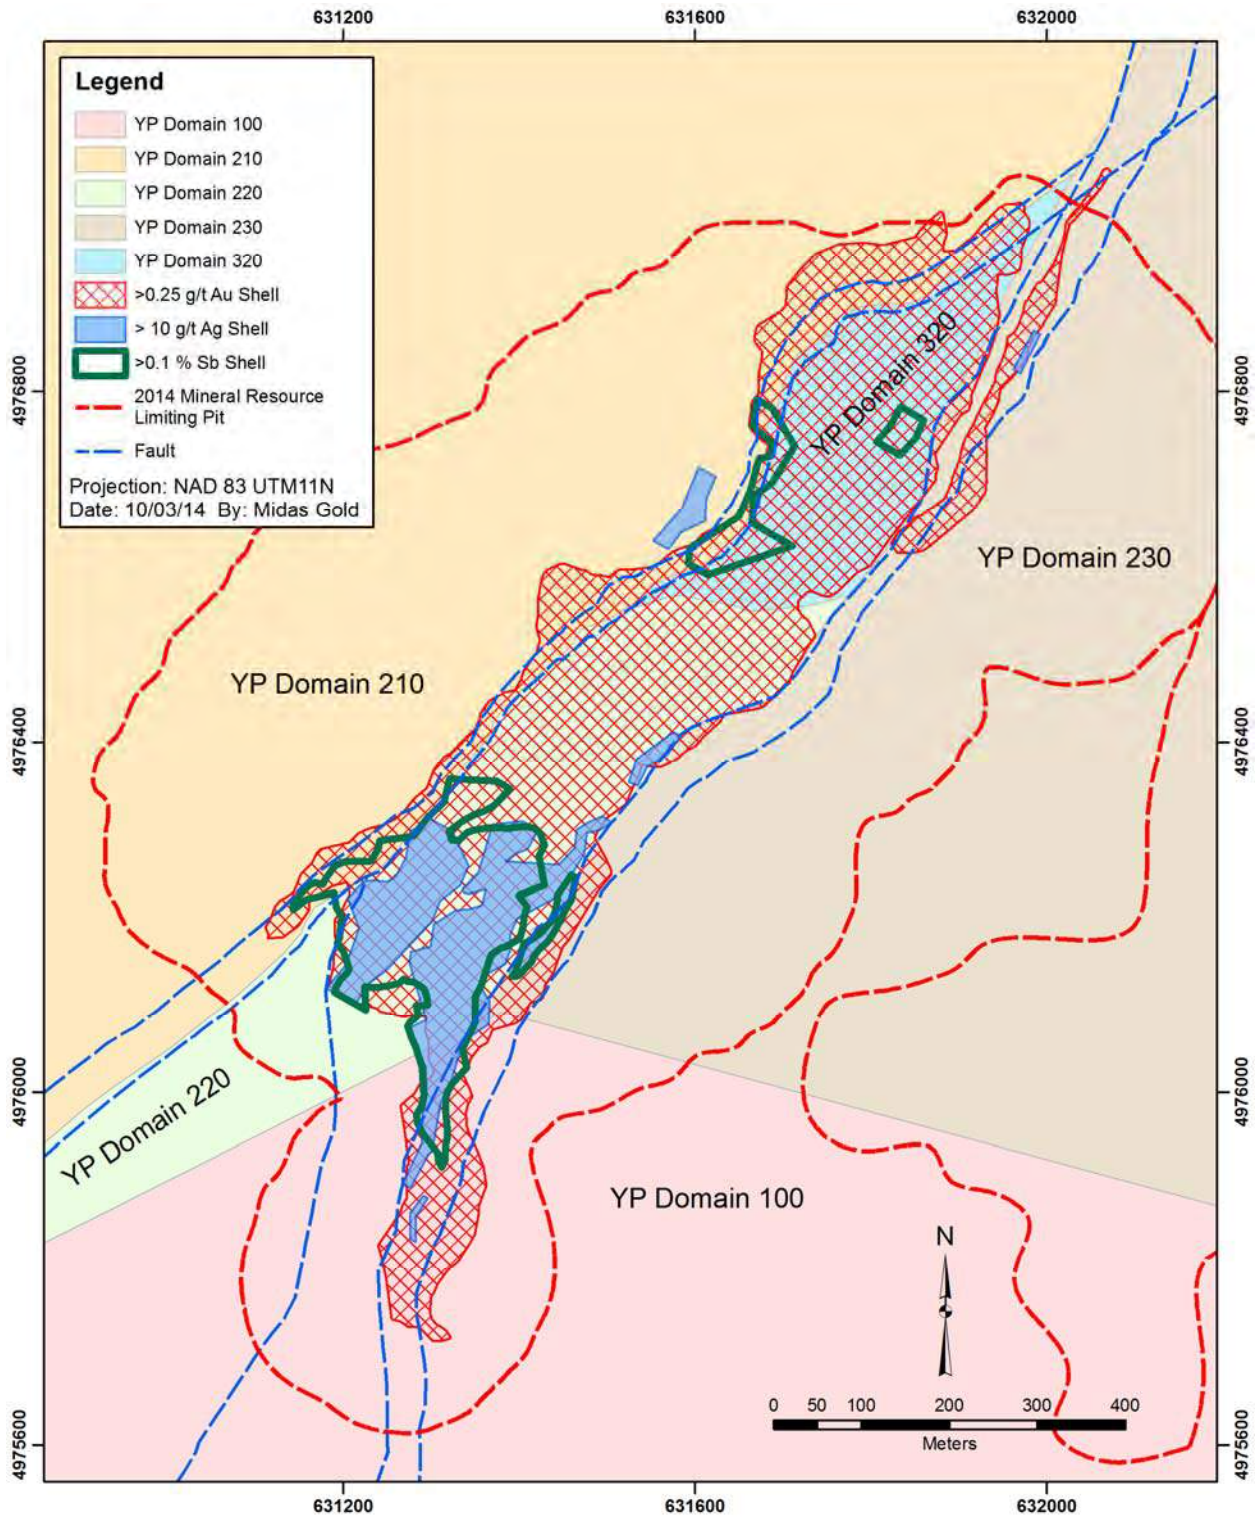 631200
631600
632000
Legend
YP Domain 100
YP Domain 210
YP Domain 220
YP Domain 230
YP Domain 320
>0.25 g/t Au Shell
> 10 g/t Ag Shell
>0.1 % Sb Shell
2014 Mineral Resource
Limiting Pit
Fault
Projection: NAD 83 UTM11N
Date: 10/03/14 By: Midas Gold
4976800
4976800
YP Domain 320
YP Domain 230
YP Domain 210
4976400
4976400
4976000
4976000
YP Domain 220
YP Domain 100
N
0 50 100 200 300 400
Meters
4975600
4975600
631200
631600
632000